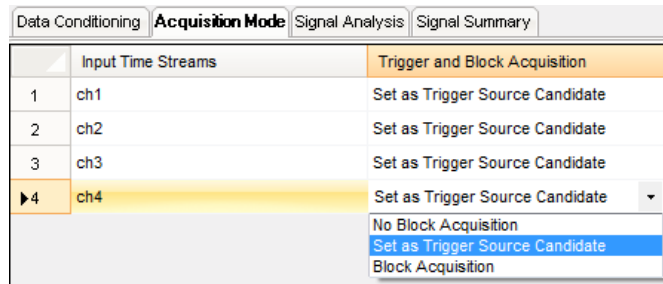 Data Conditioning Acquisition Mode Signal Analysis Signal Summary
Input Time Streams Trigger and Block Acquisition
1 ch1 Set as Trigger Source Candidate
2 ch2 Set as Trigger Source Candidate
3 ch3 Set as Trigger Source Candidate
4 ch4 Set as Trigger Source Candidate
No Block Acquisition
Set as Trigger Source Candidate
Block Acquisition